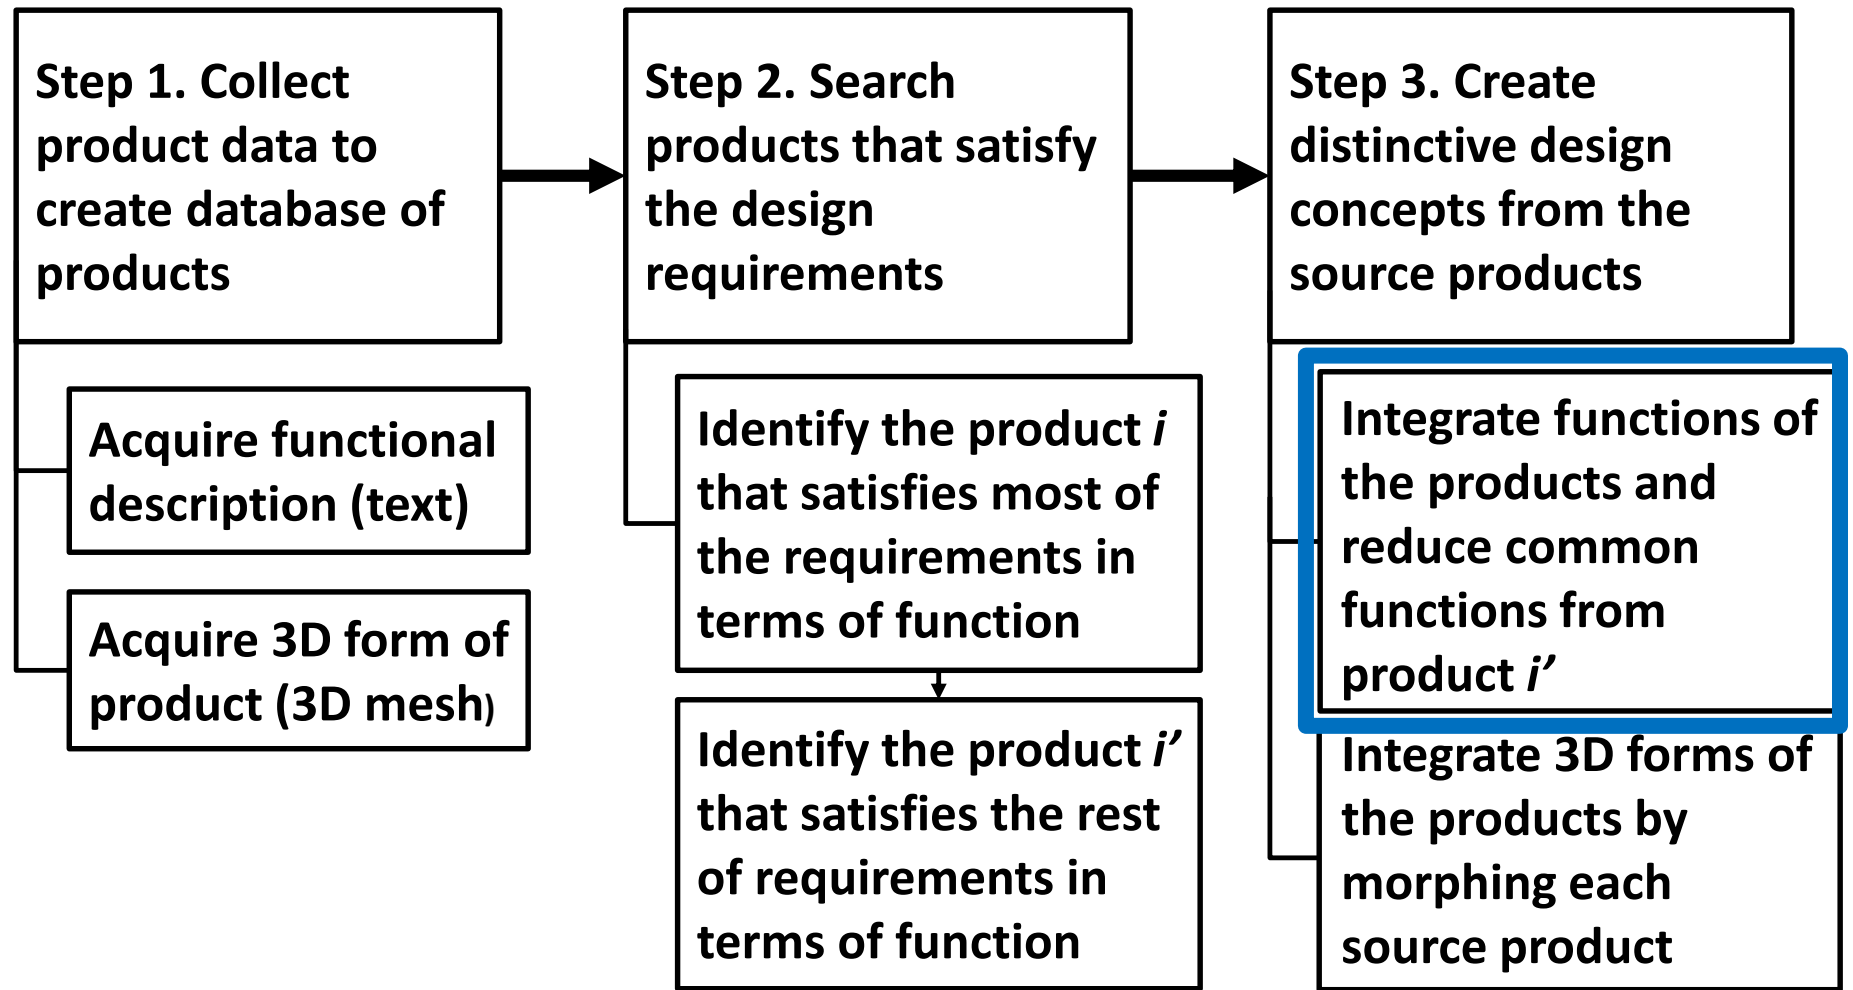 Step 1. Collect
product data to
create database of
products
Acquire functional
description (text)
Acquire 3D form of
product (3D mesh)
Step 2. Search
products that satisfy
the design
requirements
Identify the product i
that satisfies most of
the requirements in
terms of function
Identify the product i’
that satisfies the rest
of requirements in
terms of function
Step 3. Create
distinctive design
concepts from the
source products
Integrate functions of
the products and
reduce common
functions from
product i’
Integrate 3D forms of
the products by
morphing each
source product